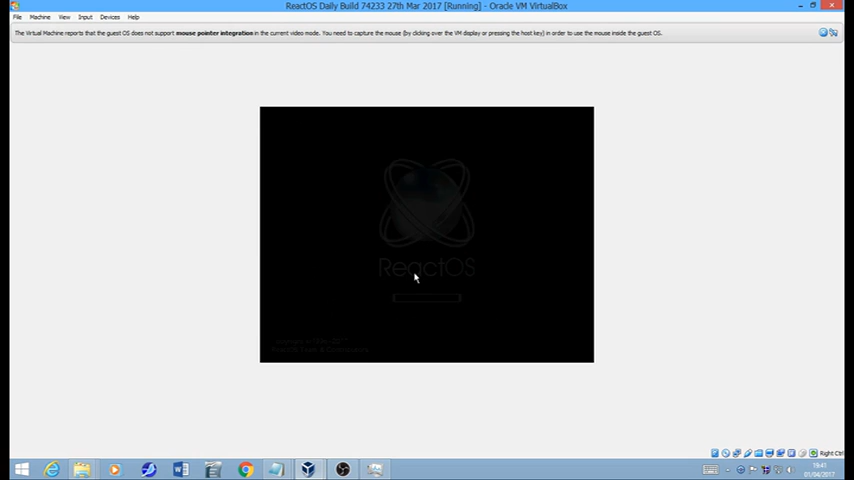 ReactOS Daily Build 74233 27th Mar 2017 [Running] - Oracle VM VirtualBox
File Machine View Input Devices Help
The Virtual Machine reports that the guest OS does not support mouse pointer integration in the current video mode. You need to capture the mouse (by clicking over the VM display or pressing the host key) in order to use the mouse inside the guest OS.
ReactOS
Right Ctrl
19:41
01/04/2017